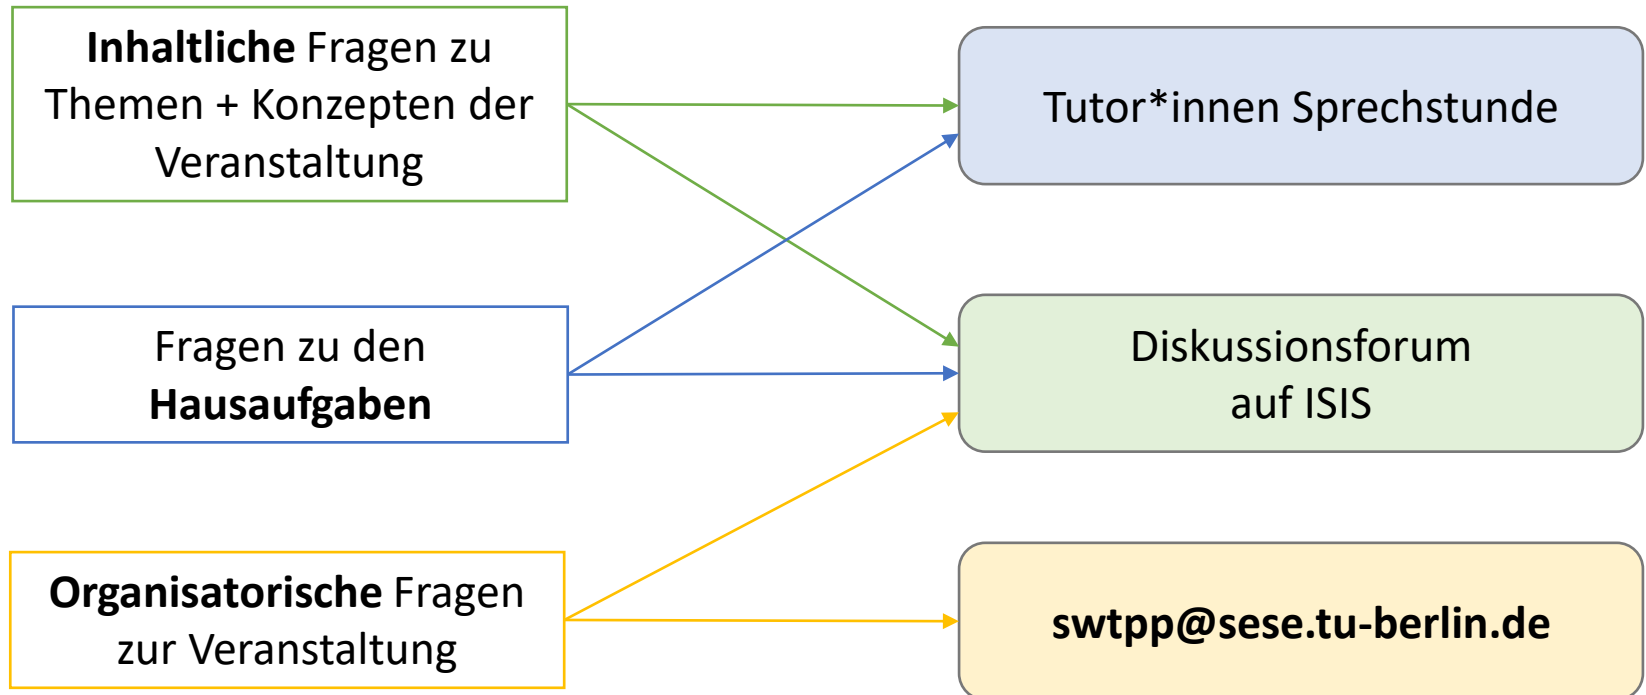 Inhaltliche Fragen zu
Themen + Konzepten der
Veranstaltung
Tutor*innen Sprechstunde
Fragen zu den
Hausaufgaben
Diskussionsforum
auf ISIS
Organisatorische Fragen
zur Veranstaltung
swtpp@sese.tu-berlin.de